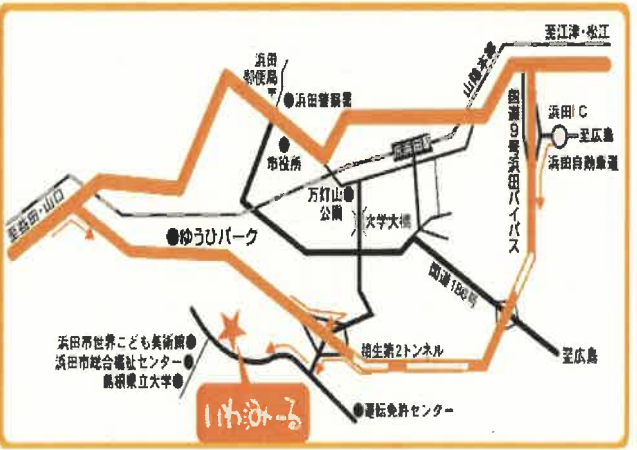 至江津・松江
浜田
郵便局
〒
浜田警察署
山陰本線
浜田IC
至広島
浜田自動車道
国道9号浜田バイパス
市役所
JR浜田駅
万灯山
公園
大学大橋
至益田・山口
ゆうひパーク
国道186号
至広島
相生第2トンネル
浜田市世界こども美術館
浜田市総合福祉センター
島根県立大学
いわみーる
運転免許センター